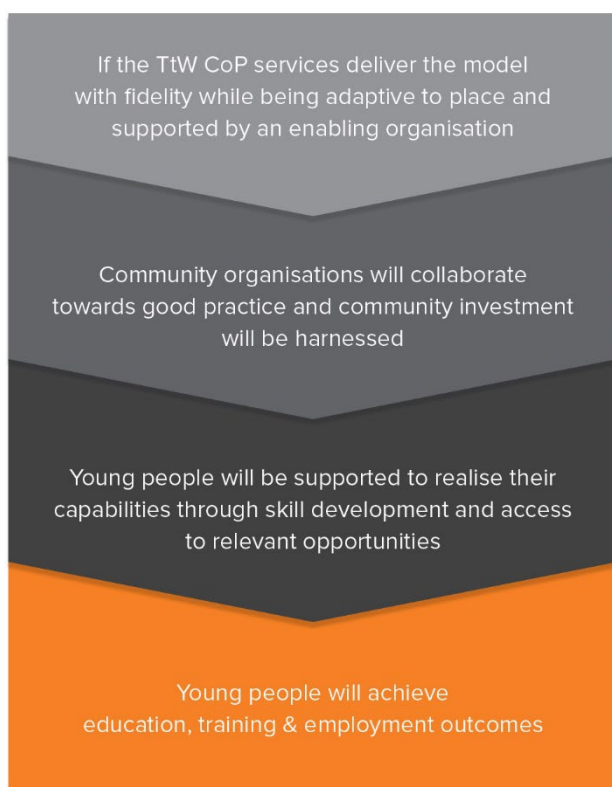 If the TtW CoP services deliver the model
with fidelity while being adaptive to place and
supported by an enabling organisation
Community organisations will collaborate
towards good practice and community investment
will be harnessed
Young people will be supported to realise their
capabilities through skill development and access
to relevant opportunities
Young people will achieve
education, training & employment outcomes